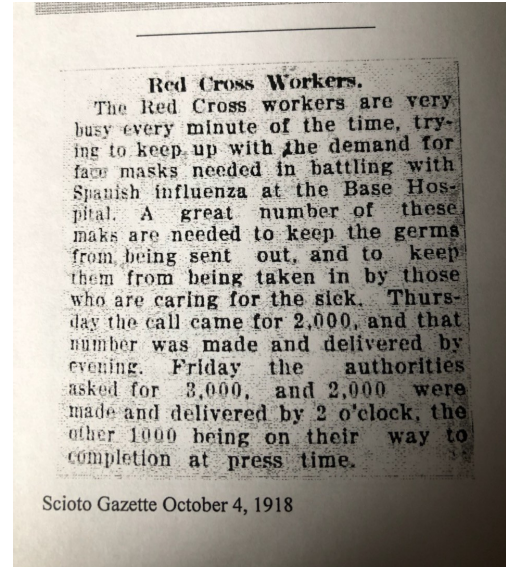 Red Cross Workers.
The Red Cross workers are very
busy every minute of the time, try-
ing to keep up with the demand for
face masks needed in battling with
Spanish influenza at the Base Hos-
pital. A great number of these
maks are needed to keep the germs
from being sent out, and to keep
them from being taken in by those
who are caring for the sick. Thurs-
day the call came for 2,000, and that
number was made and delivered by
evening. Friday the authorities
asked for 3,000, and 2,000 were
made and delivered by 2 o'clock, the
other 1000 being on their way to
completion at press time.
Scioto Gazette October 4, 1918